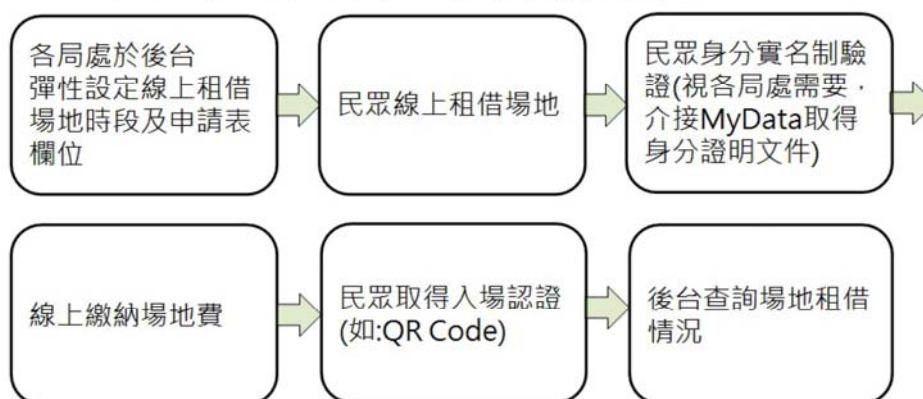 各局處於後台
彈性設定線上租借
場地時段及申請表
欄位
民眾線上租借場地
民眾身分實名制驗
證(視各局處需要，
介接MyData取得
身分證明文件)
線上繳納場地費
民眾取得入場認證
(如:QR Code)
後台查詢場地租借
情況